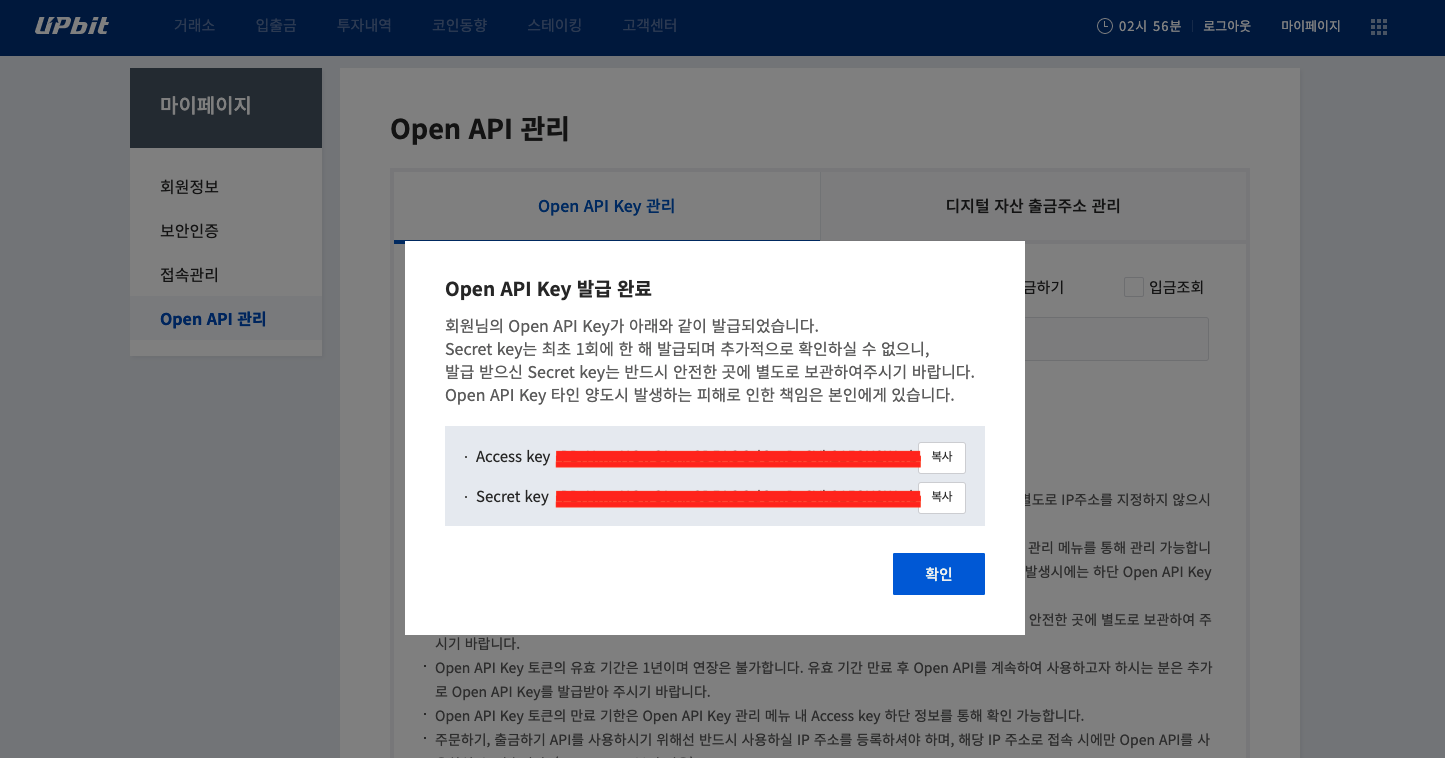 UPbit 거래소 입출금 투자내역 코인동향 스테이킹 고객센터 02시 56분 로그아웃 마이페이지
마이페이지
회원정보
보안인증
접속관리
Open API 관리
Open API 관리
Open API Key 관리 디지털 자산 출금주소 관리
금하기 입금조회
Open API Key 발급 완료
회원님의 Open API Key가 아래와 같이 발급되었습니다.
Secret key는 최초 1회에 한 해 발급되며 추가적으로 확인하실 수 없으니,
발급 받으신 Secret key는 반드시 안전한 곳에 별도로 보관하여주시기 바랍니다.
Open API Key 타인 양도시 발생하는 피해로 인한 책임은 본인에게 있습니다.
· Access key 복사
· Secret key 복사
확인
별도로 IP주소를 지정하지 않으시
관리 메뉴를 통해 관리 가능합니
발생시에는 하단 Open API Key
안전한 곳에 별도로 보관하여 주
시기 바랍니다.
· Open API Key 토큰의 유효 기간은 1년이며 연장은 불가합니다. 유효 기간 만료 후 Open API를 계속하여 사용하고자 하시는 분은 추가
로 Open API Key를 발급받아 주시기 바랍니다.
· Open API Key 토큰의 만료 기한은 Open API Key 관리 메뉴 내 Access key 하단 정보를 통해 확인 가능합니다.
· 주문하기, 출금하기 API를 사용하시기 위해선 반드시 사용하실 IP 주소를 등록하셔야 하며, 해당 IP 주소로 접속 시에만 Open API를 사